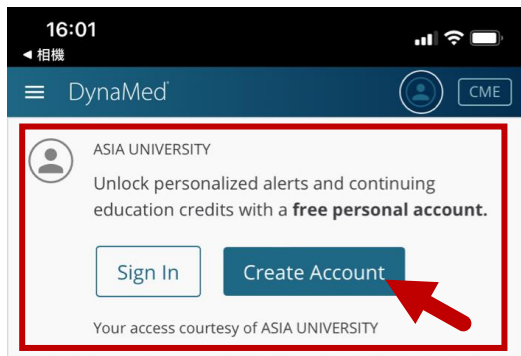 16:01
◀ 相機
DynaMed
CME
ASIA UNIVERSITY
Unlock personalized alerts and continuing
education credits with a free personal account.
Sign In
Create Account
Your access courtesy of ASIA UNIVERSITY